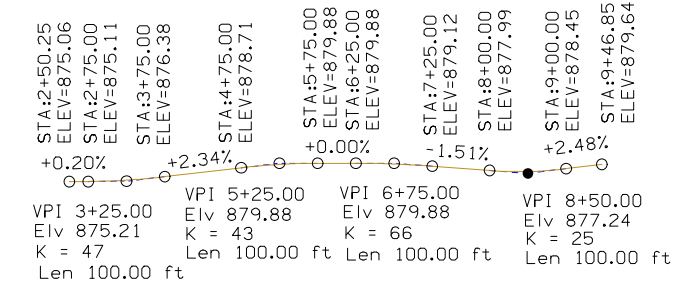 STA:2+50.25
ELEV=875.06
STA:2+75.00
ELEV=875.11
STA:3+75.00
ELEV=876.38
STA:4+75.00
ELEV=878.71
STA:5+75.00
ELEV=879.88
STA:6+25.00
ELEV=879.88
STA:7+25.00
ELEV=879.12
STA:8+00.00
ELEV=877.99
STA:9+00.00
ELEV=878.45
STA:9+46.85
ELEV=879.64
+0.20%
+2.34%
+0.00%
-1.51%
+2.48%
VPI 3+25.00
Elv 875.21
K = 47
Len 100.00 ft
VPI 5+25.00
Elv 879.88
K = 43
Len 100.00 ft
VPI 6+75.00
Elv 879.88
K = 66
Len 100.00 ft
VPI 8+50.00
Elv 877.24
K = 25
Len 100.00 ft